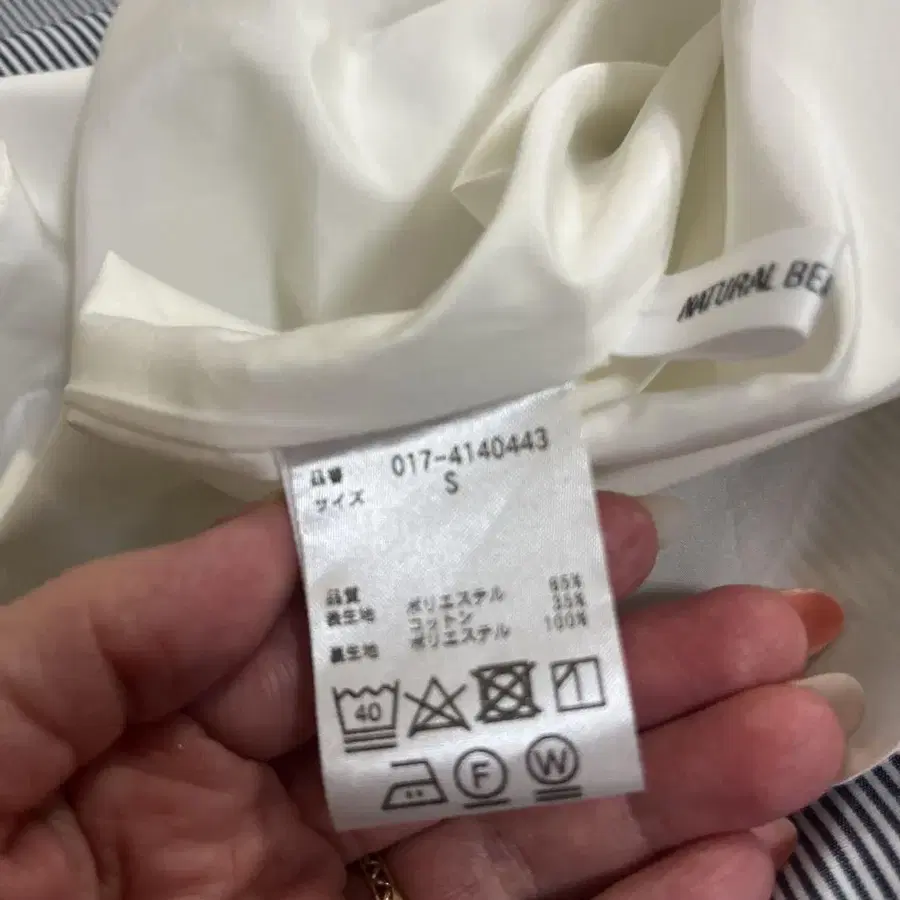 NATURAL BEA
品番 017-4140443
サイズ S
品質
表生地 ポリエステル 65%
コットン 35%
裏生地 ポリエステル 100%
40
F W